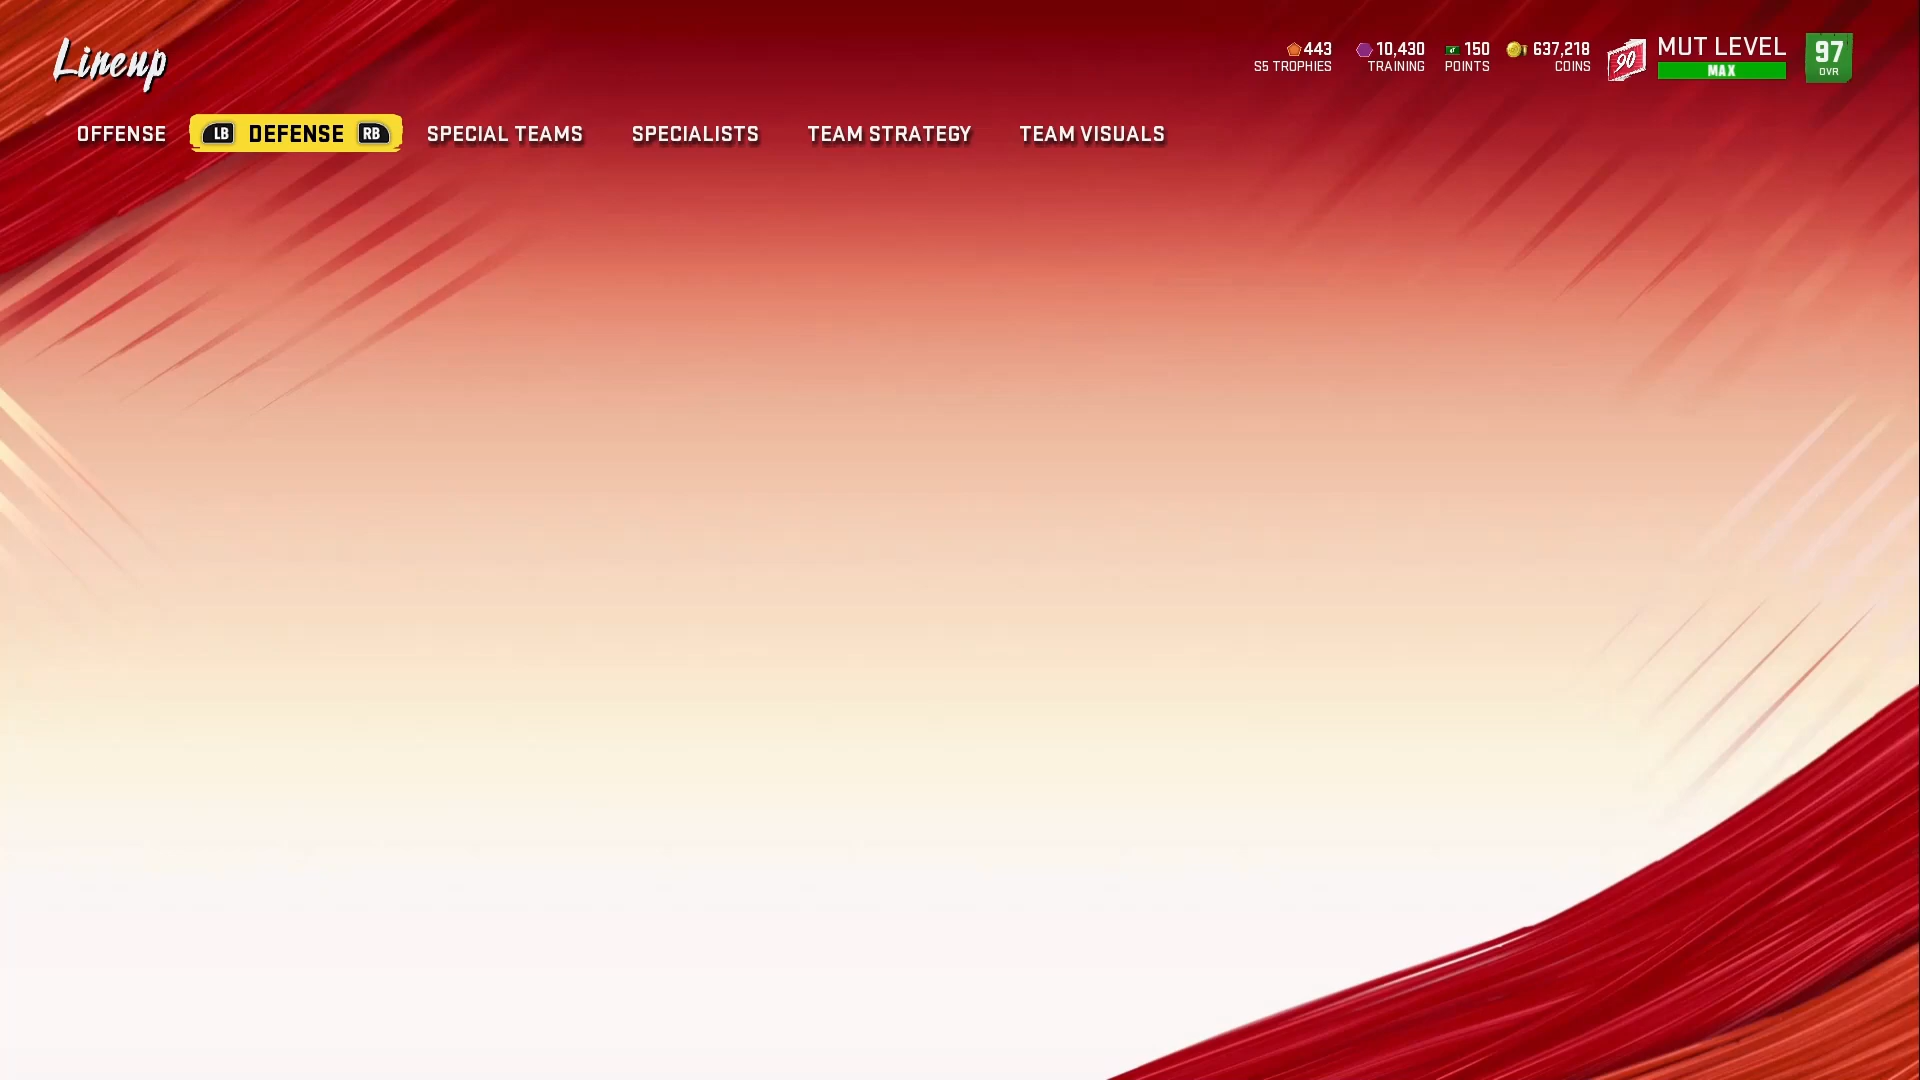 Lineup
443
S5 TROPHIES
10,430
TRAINING
150
POINTS
637,218
COINS
90
MUT LEVEL
MAX
97
OVR
OFFENSE
LB DEFENSE RB
SPECIAL TEAMS
SPECIALISTS
TEAM STRATEGY
TEAM VISUALS